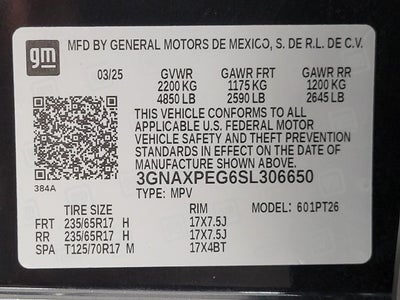 gm MFD BY GENERAL MOTORS DE MEXICO, S. DE R.L. DE C.V.
03/25 GVWR GAWR FRT GAWR RR
2200 KG 1175 KG 1200 KG
4850 LB 2590 LB 2645 LB
THIS VEHICLE CONFORMS TO ALL
APPLICABLE U.S. FEDERAL MOTOR
VEHICLE SAFETY AND THEFT PREVENTION
STANDARDS IN EFFECT ON THE DATE OF
MANUFACTURE SHOWN ABOVE.
384A 3GNAXPEG6SL306650
TYPE: MPV
TIRE SIZE RIM MODEL: 601PT26
FRT 235/65R17 H 17X7.5J
RR 235/65R17 H 17X7.5J
SPA T125/70R17 M 17X4BT